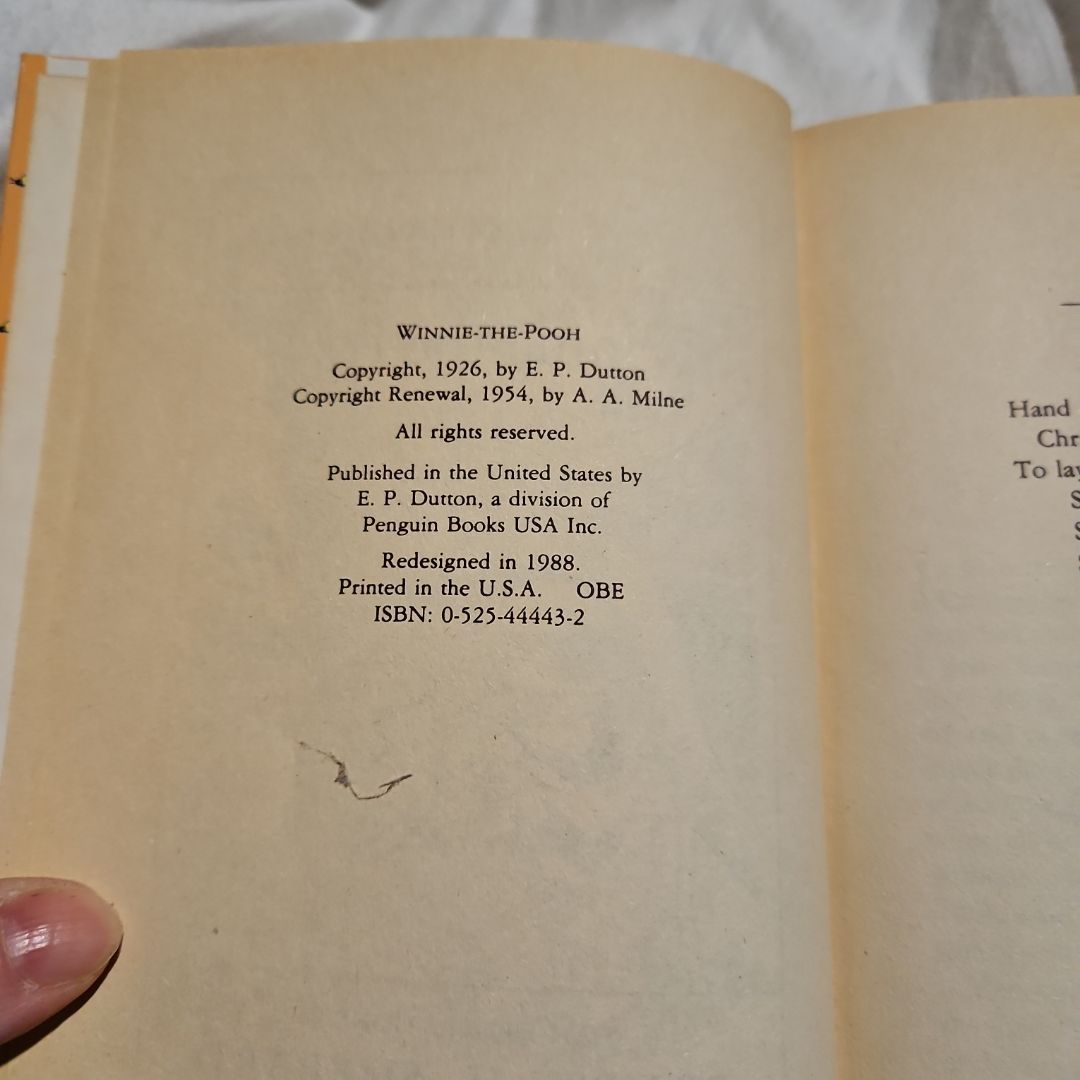 WINNIE-THE-POOH
Copyright, 1926, by E. P. Dutton
Copyright Renewal, 1954, by A. A. Milne
All rights reserved.
Published in the United States by
E. P. Dutton, a division of
Penguin Books USA Inc.
Redesigned in 1988.
Printed in the U.S.A. OBE
ISBN: 0-525-44443-2
Hand
Chr
To lay